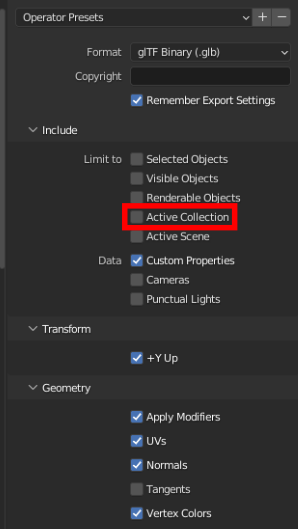 Operator Presets
Format glTF Binary (.glb)
Copyright
Remember Export Settings
Include
Limit to Selected Objects
Visible Objects
Renderable Objects
Active Collection
Active Scene
Data Custom Properties
Cameras
Punctual Lights
Transform
+Y Up
Geometry
Apply Modifiers
UVs
Normals
Tangents
Vertex Colors